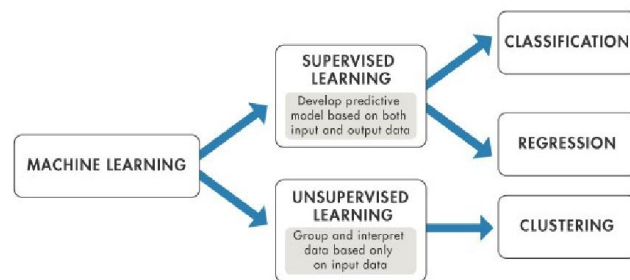 MACHINE LEARNING
SUPERVISED
LEARNING
Develop predictive
model based on both
input and output data
CLASSIFICATION
REGRESSION
UNSUPERVISED
LEARNING
Group and interpret
data based only
on input data
CLUSTERING